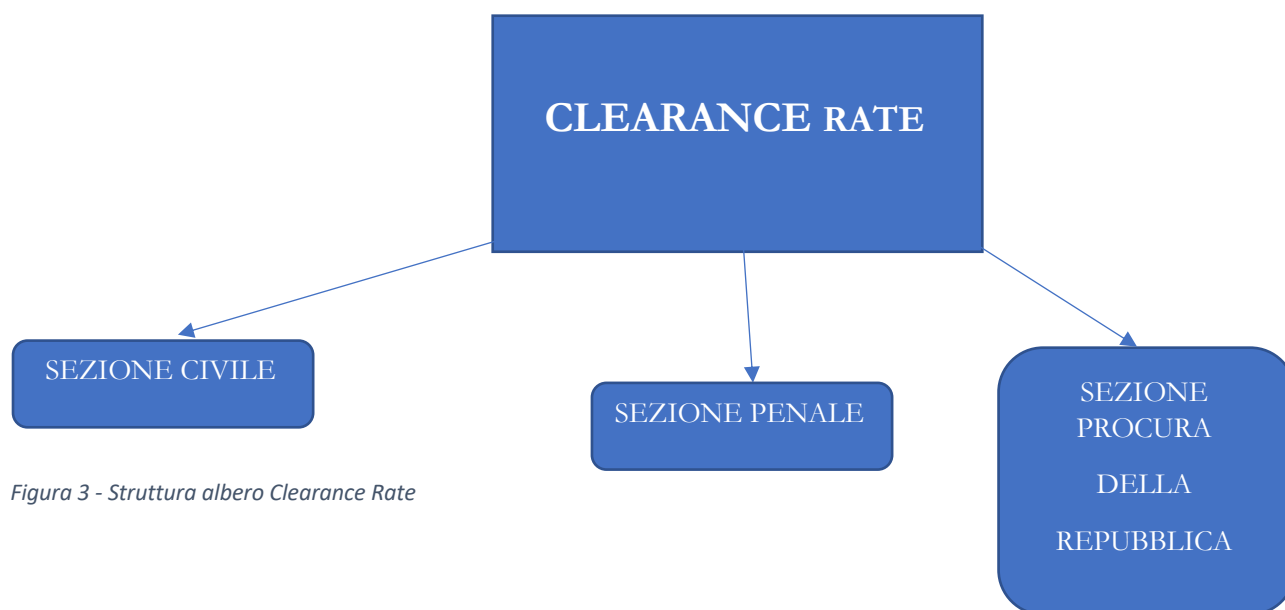 CLEARANCE RATE
SEZIONE CIVILE
SEZIONE PENALE
SEZIONE
PROCURA
DELLA
REPUBBLICA
Figura 3 - Struttura albero Clearance Rate